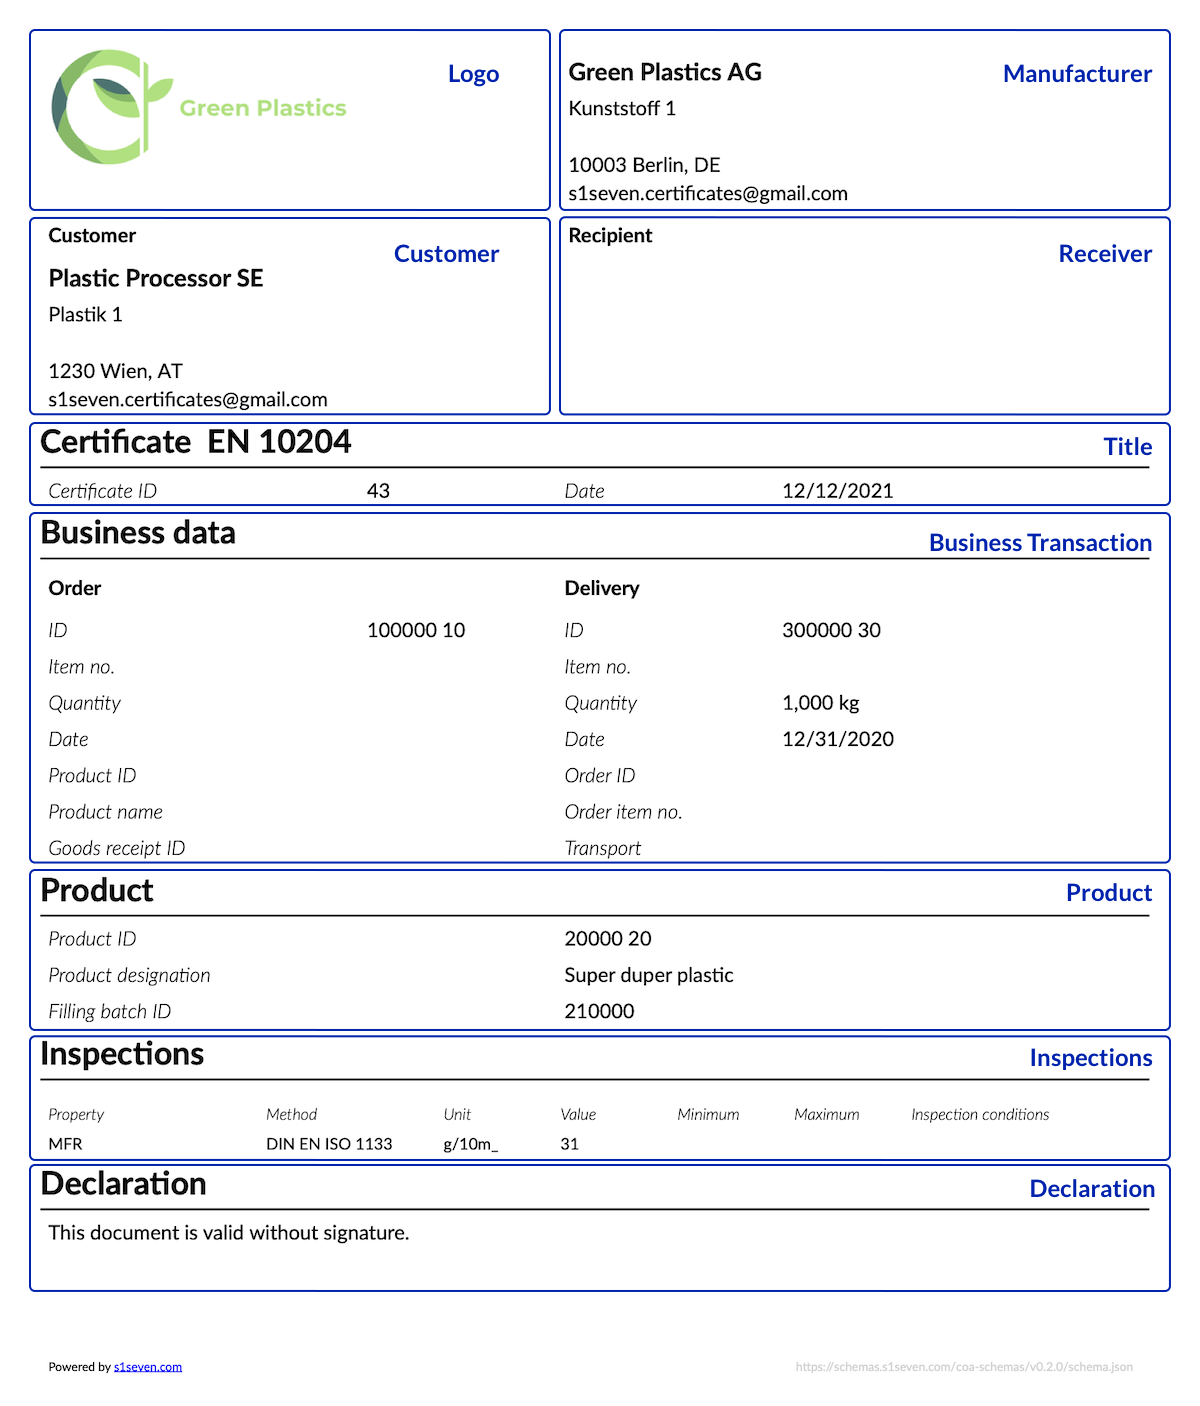 Logo
Green Plastics
Green Plastics AG
Manufacturer
Kunststoff 1
10003 Berlin, DE
s1seven.certificates@gmail.com
Customer
Customer
Plastic Processor SE
Plastik 1
1230 Wien, AT
s1seven.certificates@gmail.com
Recipient
Receiver
Certificate EN 10204
Title
Certificate ID 43 Date 12/12/2021
Business data
Business Transaction
Order Delivery
ID 100000 10 ID 300000 30
Item no. Item no.
Quantity Quantity 1,000 kg
Date Date 12/31/2020
Product ID Order ID
Product name Order item no.
Goods receipt ID Transport
Product
Product
Product ID 20000 20
Product designation Super duper plastic
Filling batch ID 210000
Inspections
Inspections
Property Method Unit Value Minimum Maximum Inspection conditions
MFR DIN EN ISO 1133 g/10m_ 31
Declaration
Declaration
This document is valid without signature.
Powered by s1seven.com
https://schemas.s1seven.com/coa-schemas/v0.2.0/schema.json